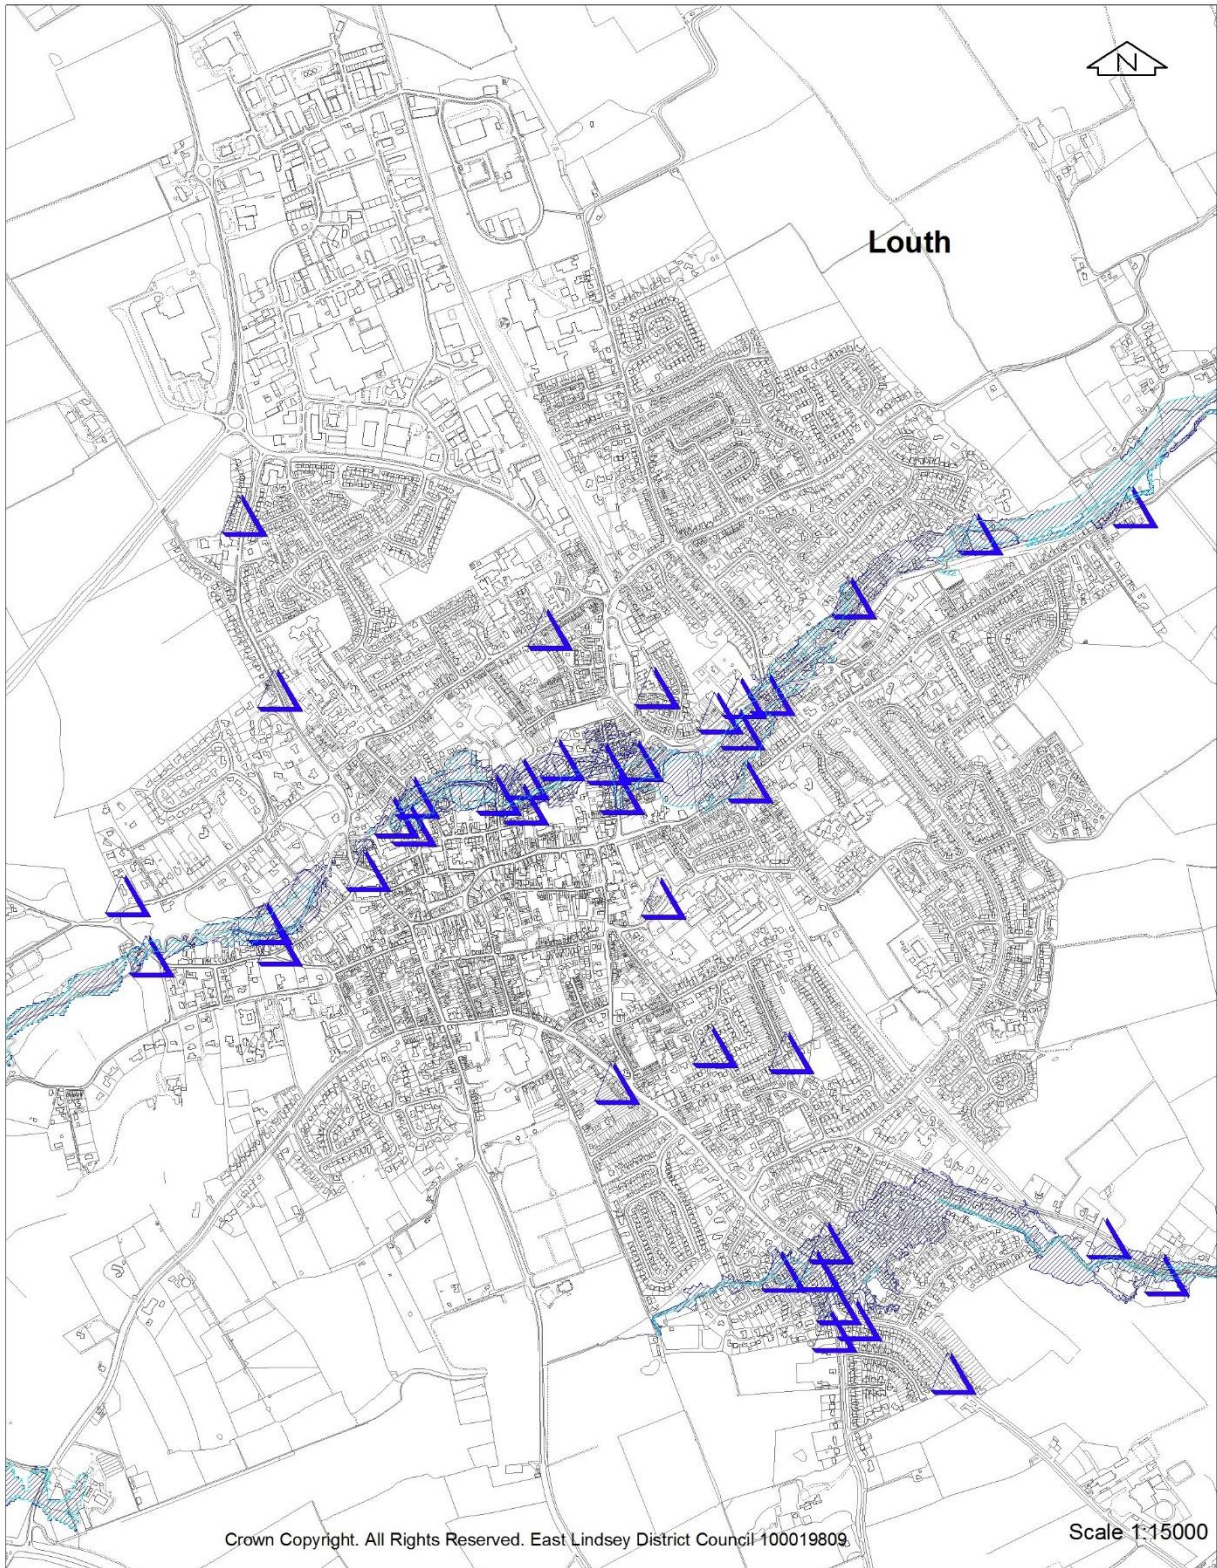 N
Louth
Crown Copyright. All Rights Reserved. East Lindsey District Council 100019809
Scale 1:15000